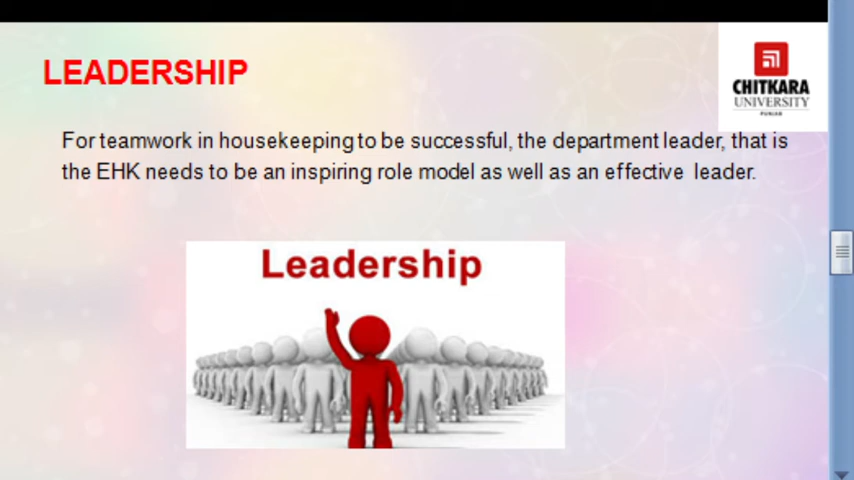 LEADERSHIP
CHITKARA
UNIVERSITY
PUNJAB
For teamwork in housekeeping to be successful, the department leader, that is
the EHK needs to be an inspiring role model as well as an effective leader.
Leadership